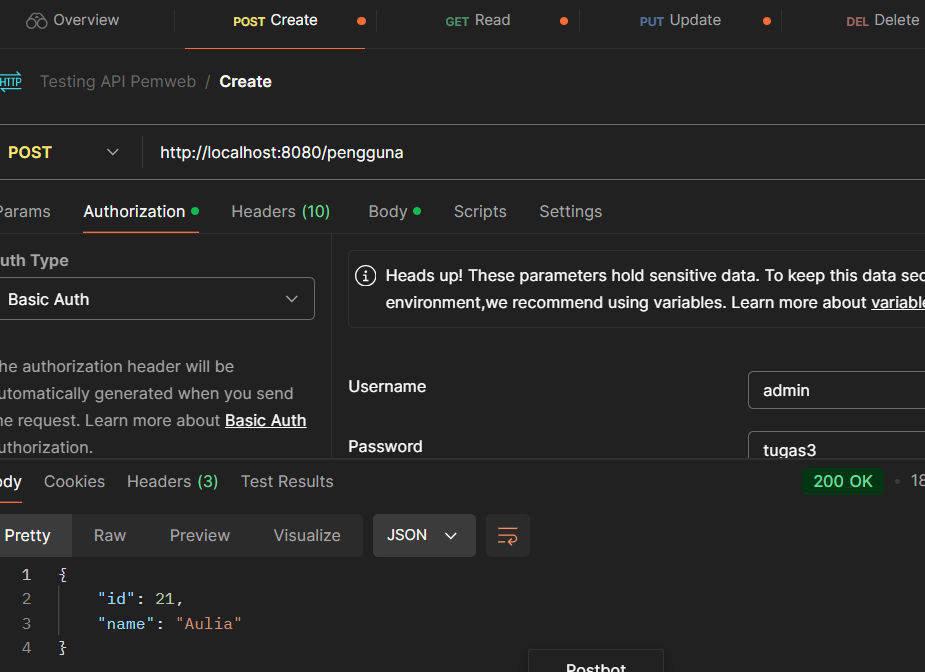 Overview POST Create GET Read PUT Update DEL Delete
HTTP Testing API Pemweb / Create
POST http://localhost:8080/pengguna
Params Authorization Headers (10) Body Scripts Settings
uth Type
Basic Auth
Heads up! These parameters hold sensitive data. To keep this data sec
environment,we recommend using variables. Learn more about variable
he authorization header will be
utomatically generated when you send
he request. Learn more about Basic Auth
uthorization.
Username admin
Password tugas3
ody Cookies Headers (3) Test Results 200 OK • 18
Pretty Raw Preview Visualize JSON
1 {
2 "id": 21,
3 "name": "Aulia"
4 }
Postbot